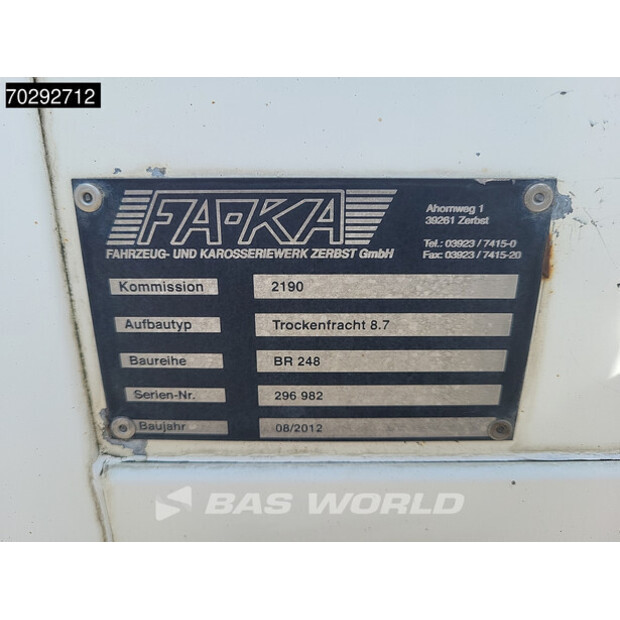 70292712
FA-KA
Ahornweg 1
39261 Zerbst
FAHRZEUG- UND KAROSSERIEWERK ZERBST GmbH
Tel.: 03923 / 7415-0
Fax: 03923 / 7415-20
Kommission 2190
Aufbautyp Trockenfracht 8.7
Baureihe BR 248
Serien-Nr. 296 982
Baujahr 08/2012
BAS WORLD